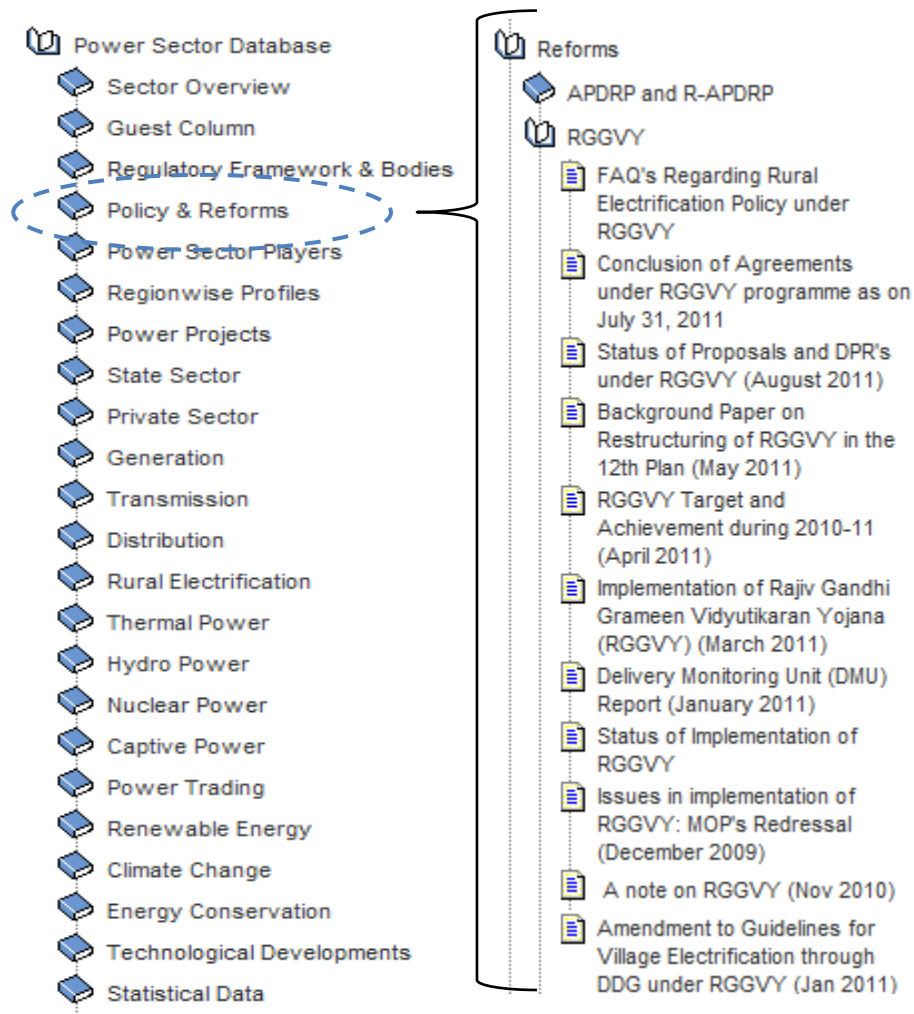 Power Sector Database
Sector Overview
Guest Column
Regulatory Framework & Bodies
Policy & Reforms
Power Sector Players
Regionwise Profiles
Power Projects
State Sector
Private Sector
Generation
Transmission
Distribution
Rural Electrification
Thermal Power
Hydro Power
Nuclear Power
Captive Power
Power Trading
Renewable Energy
Climate Change
Energy Conservation
Technological Developments
Statistical Data
Reforms
APDRP and R-APDRP
RGGVY
FAQ's Regarding Rural
Electrification Policy under
RGGVY
Conclusion of Agreements
under RGGVY programme as on
July 31, 2011
Status of Proposals and DPR's
under RGGVY (August 2011)
Background Paper on
Restructuring of RGGVY in the
12th Plan (May 2011)
RGGVY Target and
Achievement during 2010-11
(April 2011)
Implementation of Rajiv Gandhi
Grameen Vidyutikaran Yojana
(RGGVY) (March 2011)
Delivery Monitoring Unit (DMU)
Report (January 2011)
Status of Implementation of
RGGVY
Issues in implementation of
RGGVY: MOP's Redressal
(December 2009)
A note on RGGVY (Nov 2010)
Amendment to Guidelines for
Village Electrification through
DDG under RGGVY (Jan 2011)